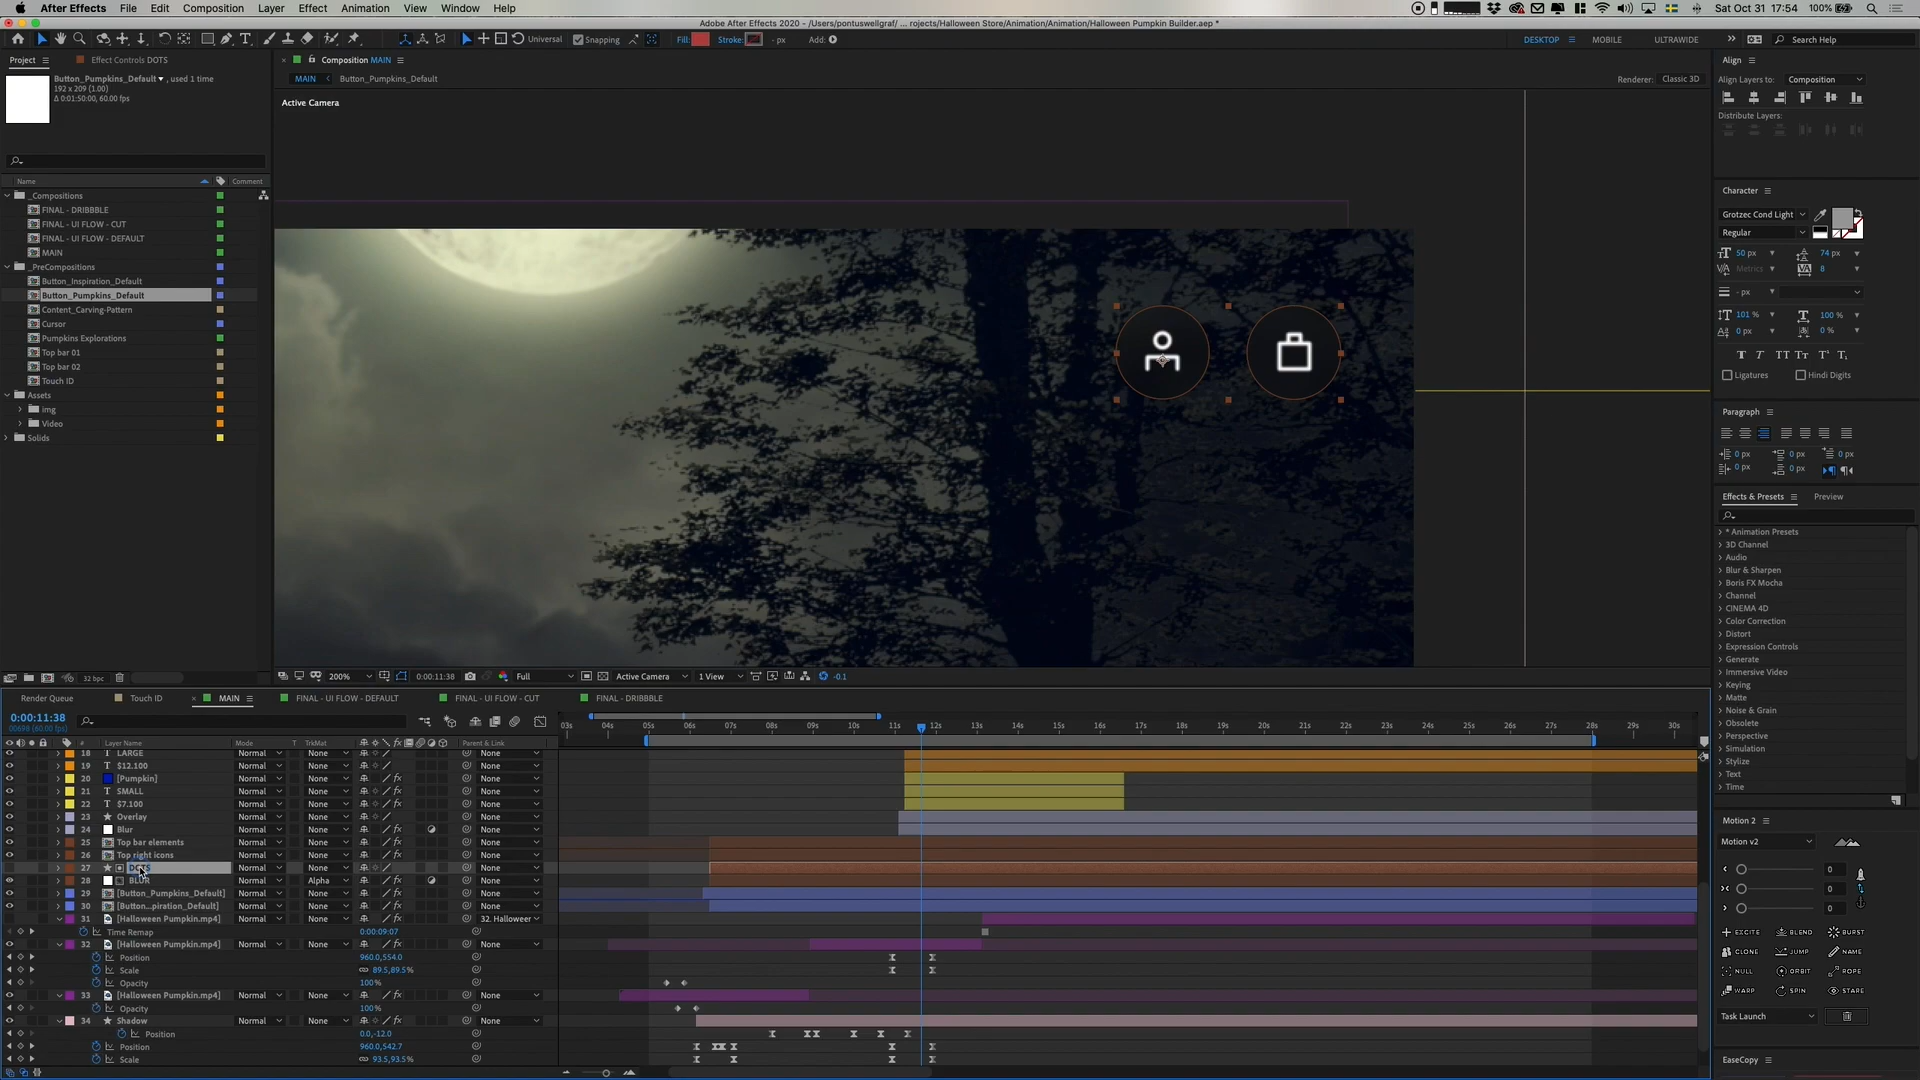 After Effects File Edit Composition Layer Effect Animation View Window Help
Sat Oct 31 17:54 100%
Adobe After Effects 2020 - /Users/pontuswellgraf/ ... rojects/Halloween Store/Animation/Animation/Halloween Pumpkin Builder.aep *
Universal Snapping Fill: Stroke: - px Add:
DESKTOP MOBILE ULTRAWIDE Search Help
Project Effect Controls DOTS
Button_Pumpkins_Default , used 1 time
192 x 209 (1.00)
Δ 0:01:50:00, 60.00 fps
Name Comment
_Compositions
FINAL - DRIBBBLE
FINAL - UI FLOW - CUT
FINAL - UI FLOW - DEFAULT
MAIN
_PreCompositions
Button_Inspiration_Default
Button_Pumpkins_Default
Content_Carving-Pattern
Cursor
Pumpkins Explorations
Top bar 01
Top bar 02
Touch ID
Assets
img
Video
Solids
32 bpc
Composition MAIN
MAIN Button_Pumpkins_Default
Renderer: Classic 3D
Active Camera
200% 0:00:11:38 Full Active Camera 1 View -0.1
Align
Align Layers to: Composition
Distribute Layers:
Character
Grotzec Cond Light
Regular
50 px 74 px
Metrics 8
- px
101 % 100 %
0 px 0 %
Ligatures Hindi Digits
Paragraph
0 px 0 px 0 px
0 px 0 px
Effects & Presets Preview
* Animation Presets
3D Channel
Audio
Blur & Sharpen
Boris FX Mocha
Channel
CINEMA 4D
Color Correction
Distort
Expression Controls
Generate
Immersive Video
Keying
Matte
Noise & Grain
Obsolete
Perspective
Simulation
Stylize
Text
Time
Motion 2
Motion v2
0
0
0
EXCITE BLEND BURST
CLONE JUMP NAME
NULL ORBIT ROPE
WARP SPIN STARE
Task Launch
EaseCopy
Render Queue Touch ID MAIN FINAL - UI FLOW - DEFAULT FINAL - UI FLOW - CUT FINAL - DRIBBBLE
0:00:11:38
00698 (60.00 fps)
03s 04s 05s 06s 07s 08s 09s 10s 11s 12s 13s 14s 15s 16s 17s 18s 19s 20s 21s 22s 23s 24s 25s 26s 27s 28s 29s 30s
# Layer Name Mode T TrkMat Parent & Link
18 LARGE Normal None None
19 $12.100 Normal None None
20 [Pumpkin] Normal None None
21 SMALL Normal None None
22 $7.100 Normal None None
23 Overlay Normal None None
24 Blur Normal None None
25 Top bar elements Normal None None
26 Top right icons Normal None None
27 DOTS Normal None None
28 BLUR Normal Alpha None
29 [Button_Pumpkins_Default] Normal None None
30 [Button...piration_Default] Normal None None
31 [Halloween Pumpkin.mp4] Normal None 32. Halloween
Time Remap 0:00:09:07
32 [Halloween Pumpkin.mp4] Normal None None
Position 960.0,554.0
Scale 89.5,89.5%
Opacity 100%
33 [Halloween Pumpkin.mp4] Normal None None
Opacity 100%
34 Shadow Normal None None
Position 0.0,-12.0
Position 960.0,542.7
Scale 93.5,93.5%